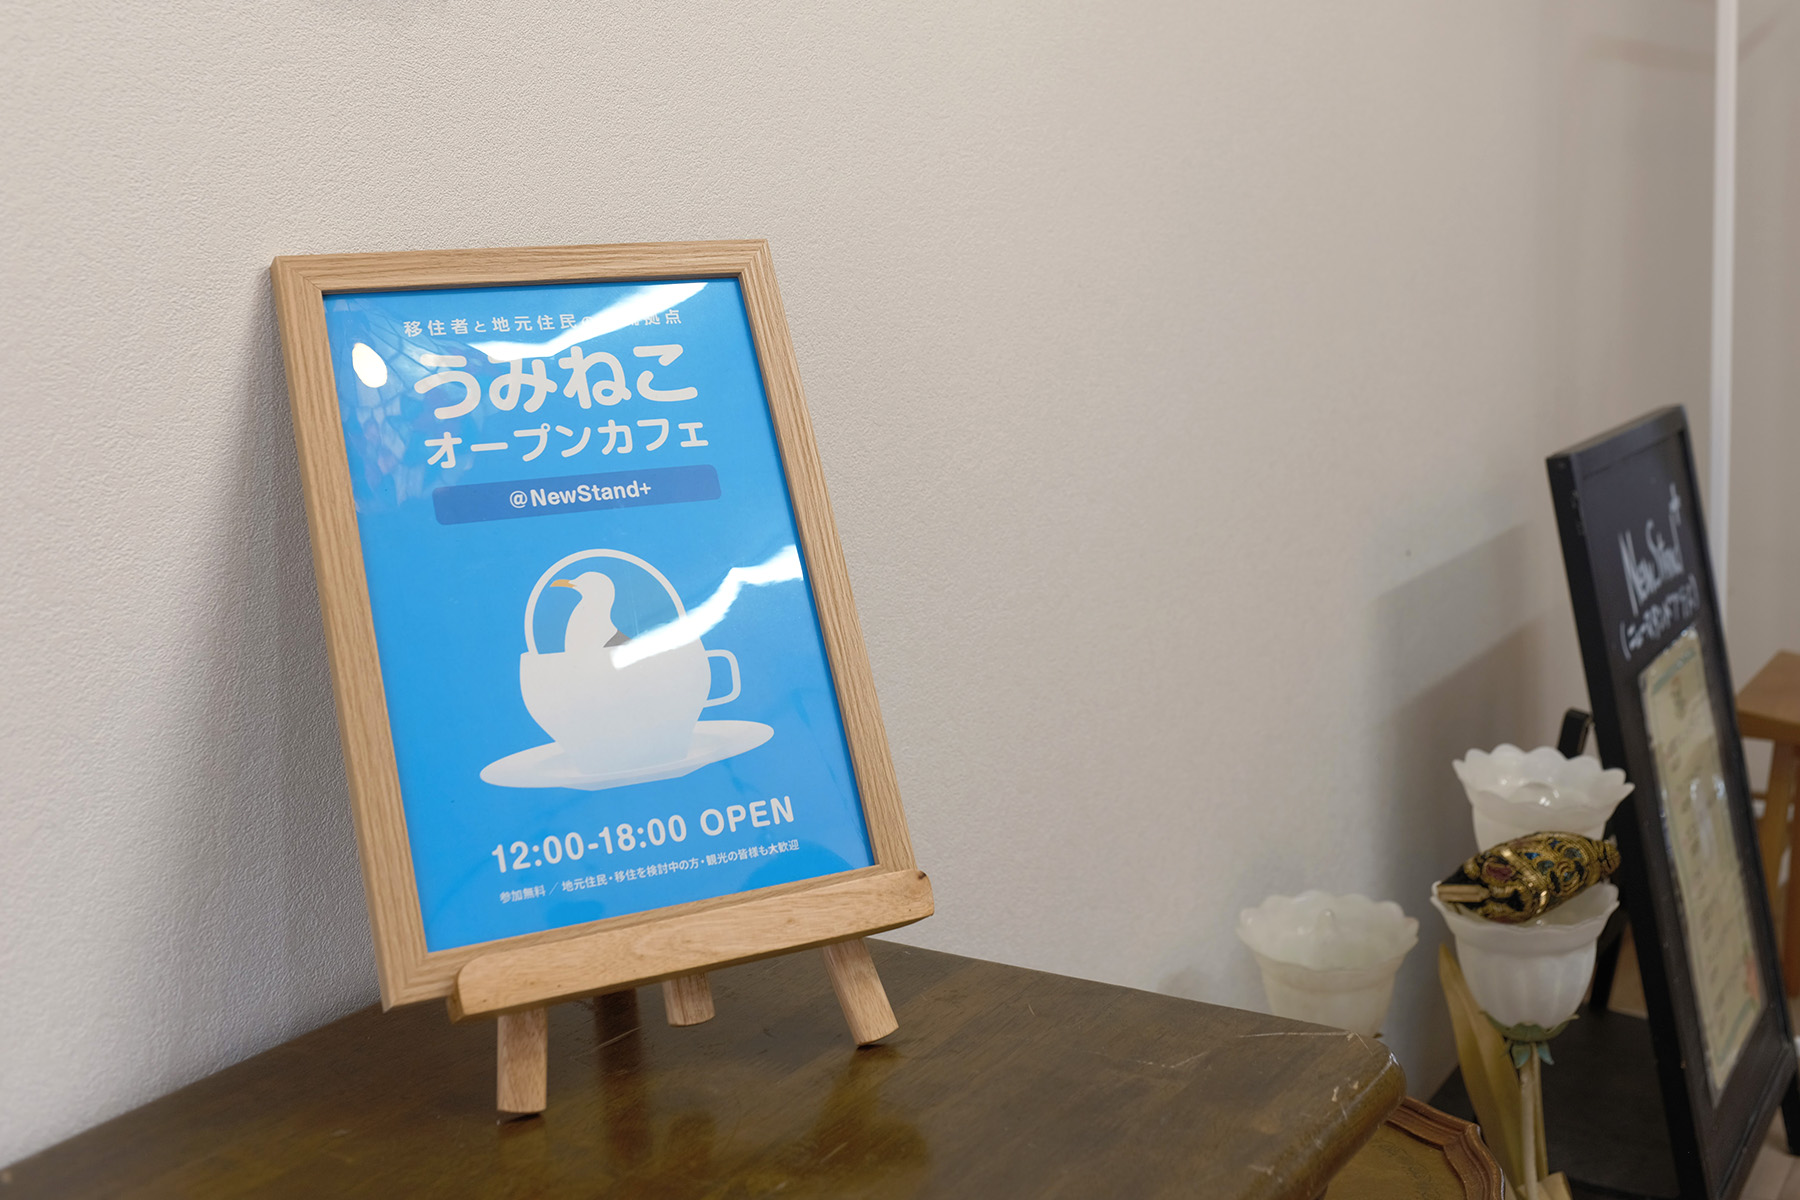 移住者と地元住民の 拠点
うみねこ
オープンカフェ
@NewStand+
12:00-18:00 OPEN
参加無料 / 地元住民・移住を検討中の方・観光の皆様も大歓迎
NewStand+